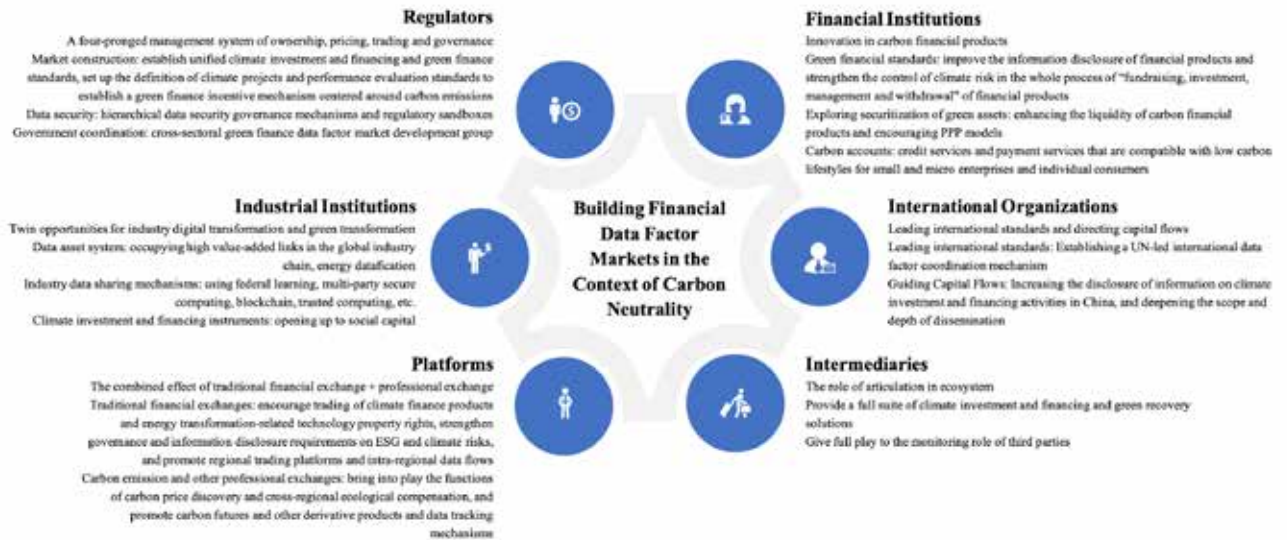 Regulators
A four-pronged management system of ownership, pricing, trading and governance
Market construction: establish unified climate investment and financing and green finance
standards, set up the definition of climate projects and performance evaluation standards to
establish a green finance incentive mechanism centered around carbon emissions
Data security: hierarchical data security governance mechanisms and regulatory sandboxes
Government coordination: cross-sectoral green finance data factor market development group
Industrial Institutions
Twin opportunities for industry digital transformation and green transformation
Data asset system: occupying high value-added links in the global industry
chain, energy datafication
Industry data sharing mechanisms: using federal learning, multi-party secure
computing, blockchain, trusted computing, etc.
Climate investment and financing instruments: opening up to social capital
Platforms
The combined effect of traditional financial exchange + professional exchange
Traditional financial exchanges: encourage trading of climate finance products
and energy transformation-related technology property rights, strengthen
governance and information disclosure requirements on ESG and climate risks,
and promote regional trading platforms and intra-regional data flows
Carbon emission and other professional exchanges: bring into play the functions
of carbon price discovery and cross-regional ecological compensation, and
promote carbon futures and other derivative products and data tracking
mechanisms
Building Financial
Data Factor
Markets in the
Context of Carbon
Neutrality
Financial Institutions
Innovation in carbon financial products
Green financial standards: improve the information disclosure of financial products and
strengthen the control of climate risk in the whole process of "fundraising, investment,
management and withdrawal" of financial products
Exploring securitization of green assets: enhancing the liquidity of carbon financial
products and encouraging PPP models
Carbon accounts: credit services and payment services that are compatible with low carbon
lifestyles for small and micro enterprises and individual consumers
International Organizations
Leading international standards and directing capital flows
Leading international standards: Establishing a UN-led international data
factor coordination mechanism
Guiding Capital Flows: Increasing the disclosure of information on climate
investment and financing activities in China, and deepening the scope and
depth of dissemination
Intermediaries
The role of articulation in ecosystem
Provide a full suite of climate investment and financing and green recovery
solutions
Give full play to the monitoring role of third parties